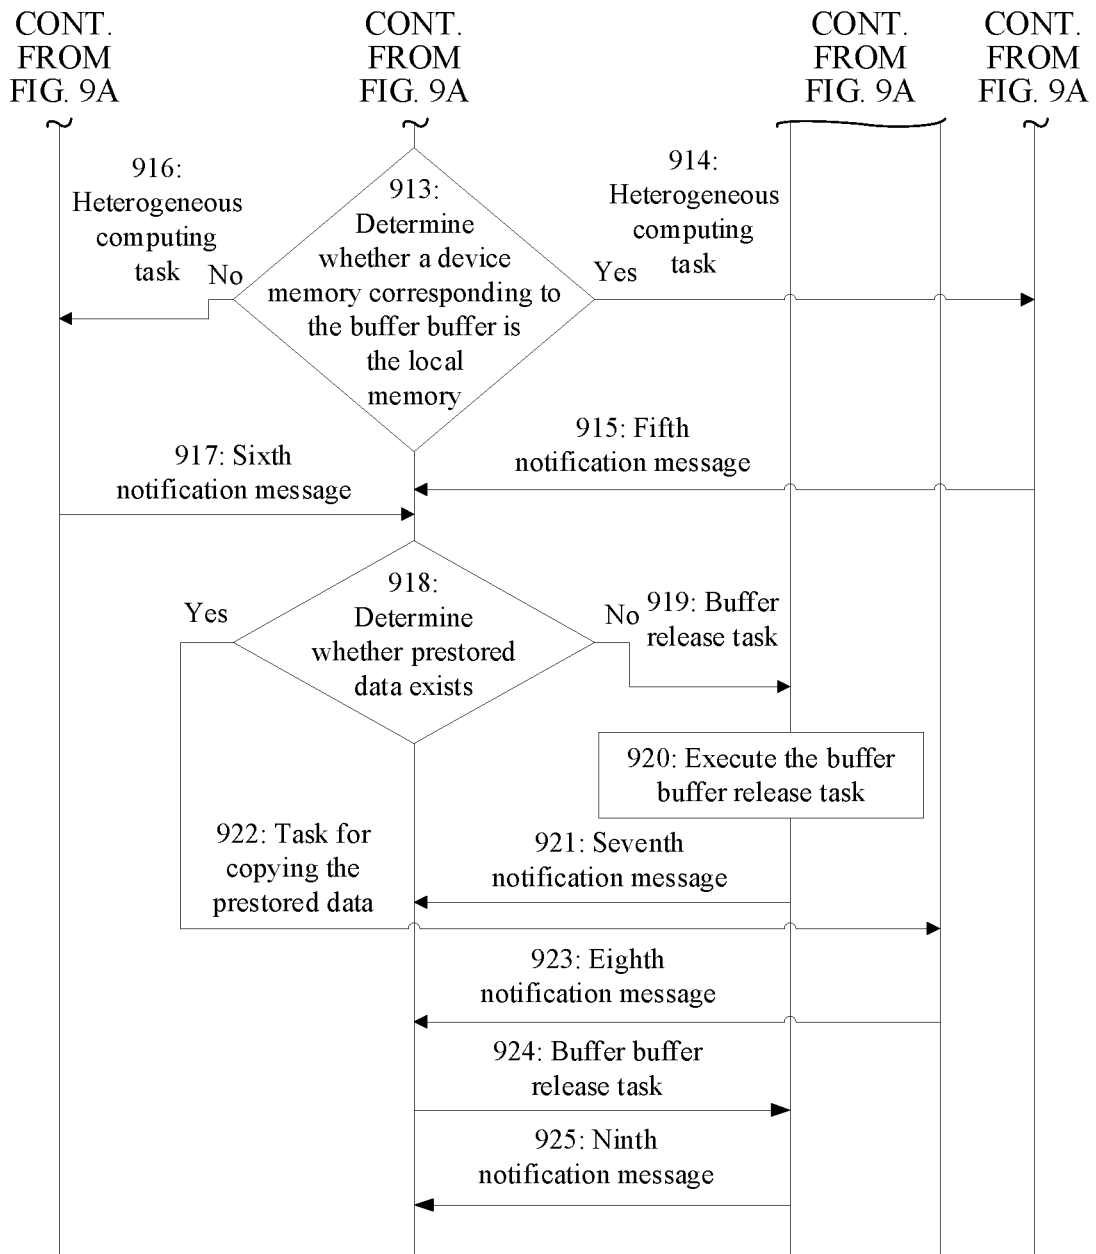 CONT.
FROM
FIG. 9A
CONT.
FROM
FIG. 9A
CONT.
FROM
FIG. 9A
CONT.
FROM
FIG. 9A
916:
Heterogeneous
computing
task
No
913:
Determine
whether a device
memory corresponding to
the buffer buffer is
the local
memory
914:
Heterogeneous
computing
task
Yes
915: Fifth
notification message
917: Sixth
notification message
918:
Determine
whether prestored
data exists
Yes
No
919: Buffer
release task
920: Execute the buffer
buffer release task
922: Task for
copying the
prestored data
921: Seventh
notification message
923: Eighth
notification message
924: Buffer buffer
release task
925: Ninth
notification message